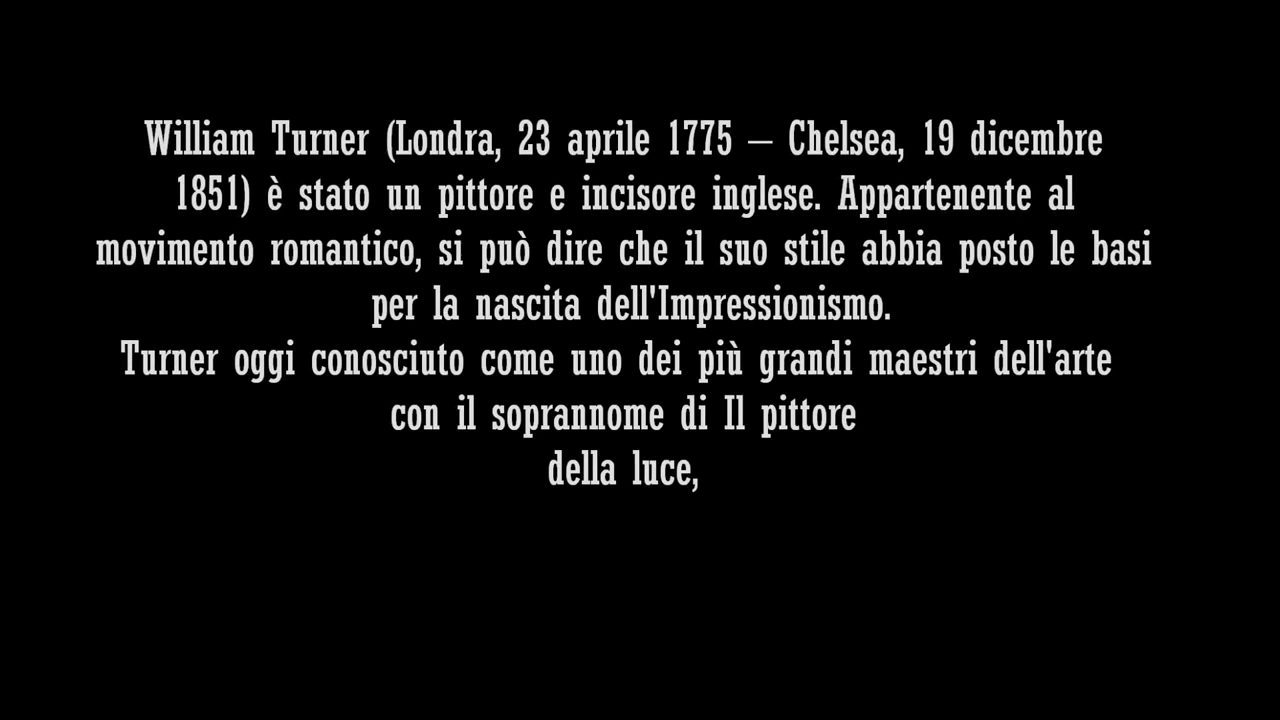 William Turner (Londra, 23 aprile 1775 – Chelsea, 19 dicembre
1851) è stato un pittore e incisore inglese. Appartenente al
movimento romantico, si può dire che il suo stile abbia posto le basi
per la nascita dell'Impressionismo.
Turner oggi conosciuto come uno dei più grandi maestri dell'arte
con il soprannome di Il pittore
della luce,